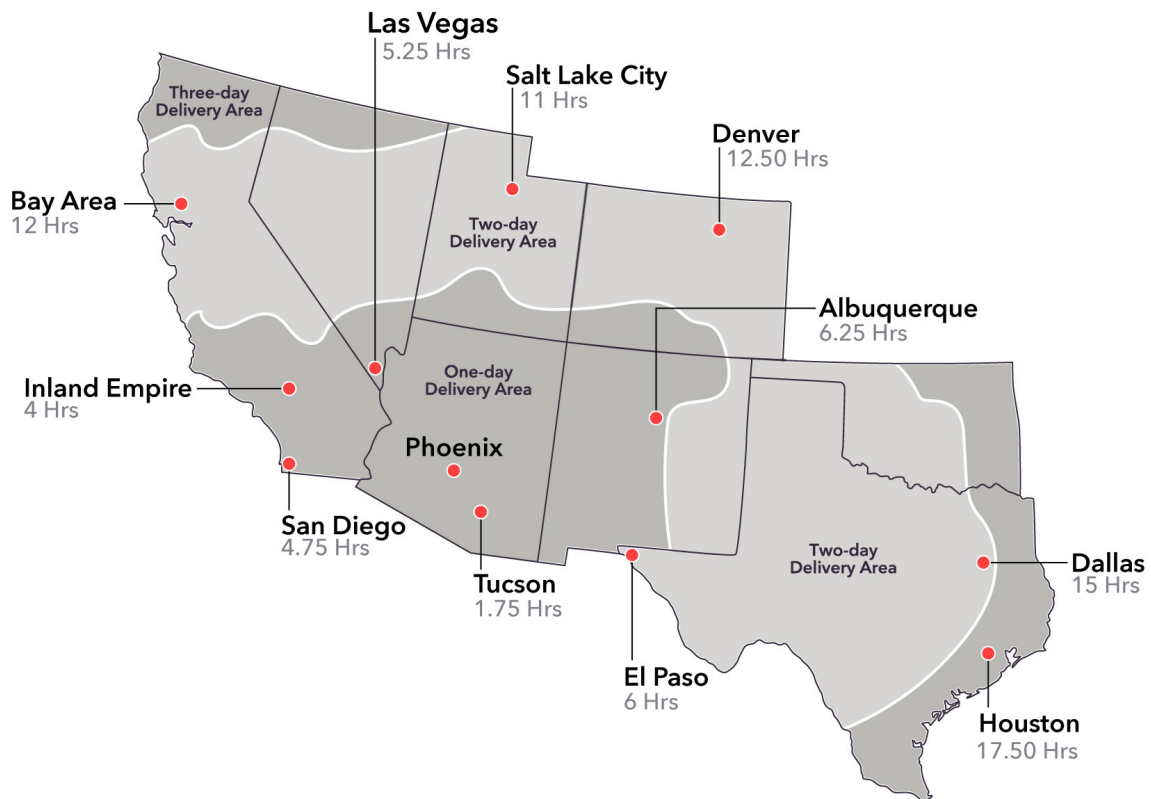 Las Vegas
5.25 Hrs
Salt Lake City
11 Hrs
Three-day
Delivery Area
Denver
12.50 Hrs
Bay Area
12 Hrs
Two-day
Delivery Area
Albuquerque
6.25 Hrs
Inland Empire
4 Hrs
One-day
Delivery Area
Phoenix
San Diego
4.75 Hrs
Tucson
1.75 Hrs
Two-day
Delivery Area
Dallas
15 Hrs
El Paso
6 Hrs
Houston
17.50 Hrs